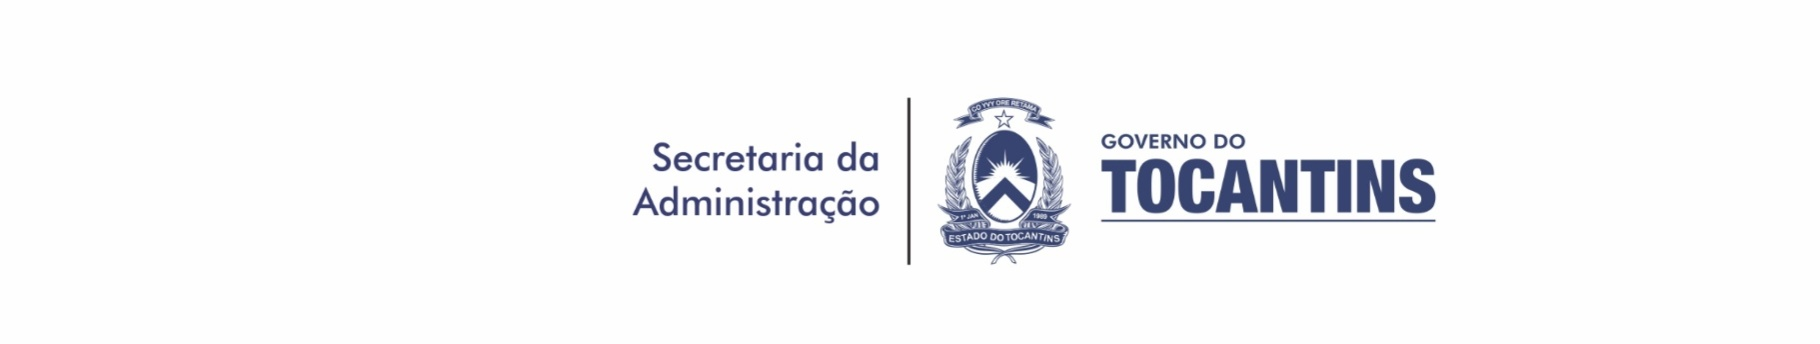 Secretaria da
Administração
CO YVY ORE RETAMA
1º JAN 1989
ESTADO DO TOCANTINS
GOVERNO DO
TOCANTINS